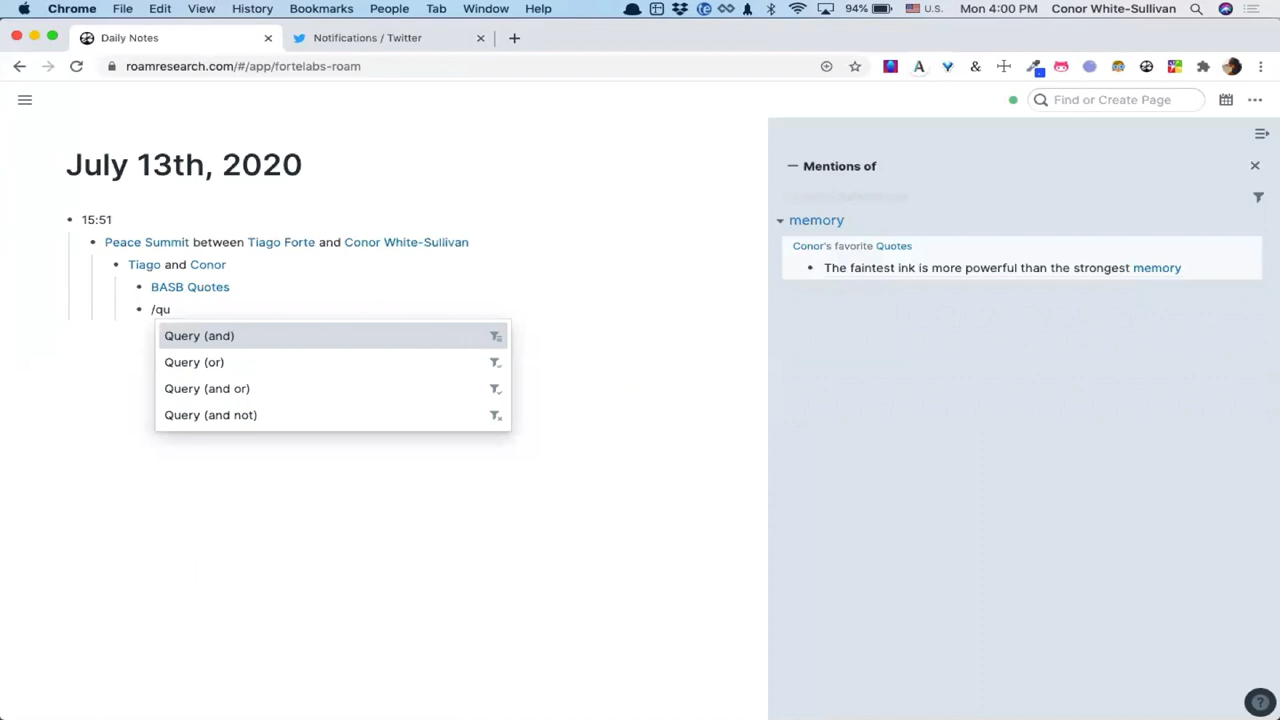 Chrome File Edit View History Bookmarks People Tab Window Help 94% U.S. Mon 4:00 PM Conor White-Sullivan
Daily Notes Notifications / Twitter
roamresearch.com/#/app/fortelabs-roam
Find or Create Page
July 13th, 2020
15:51
Peace Summit between Tiago Forte and Conor White-Sullivan
Tiago and Conor
BASB Quotes
/qu
Query (and)
Query (or)
Query (and or)
Query (and not)
Mentions of
memory
Conor's favorite Quotes
The faintest ink is more powerful than the strongest memory